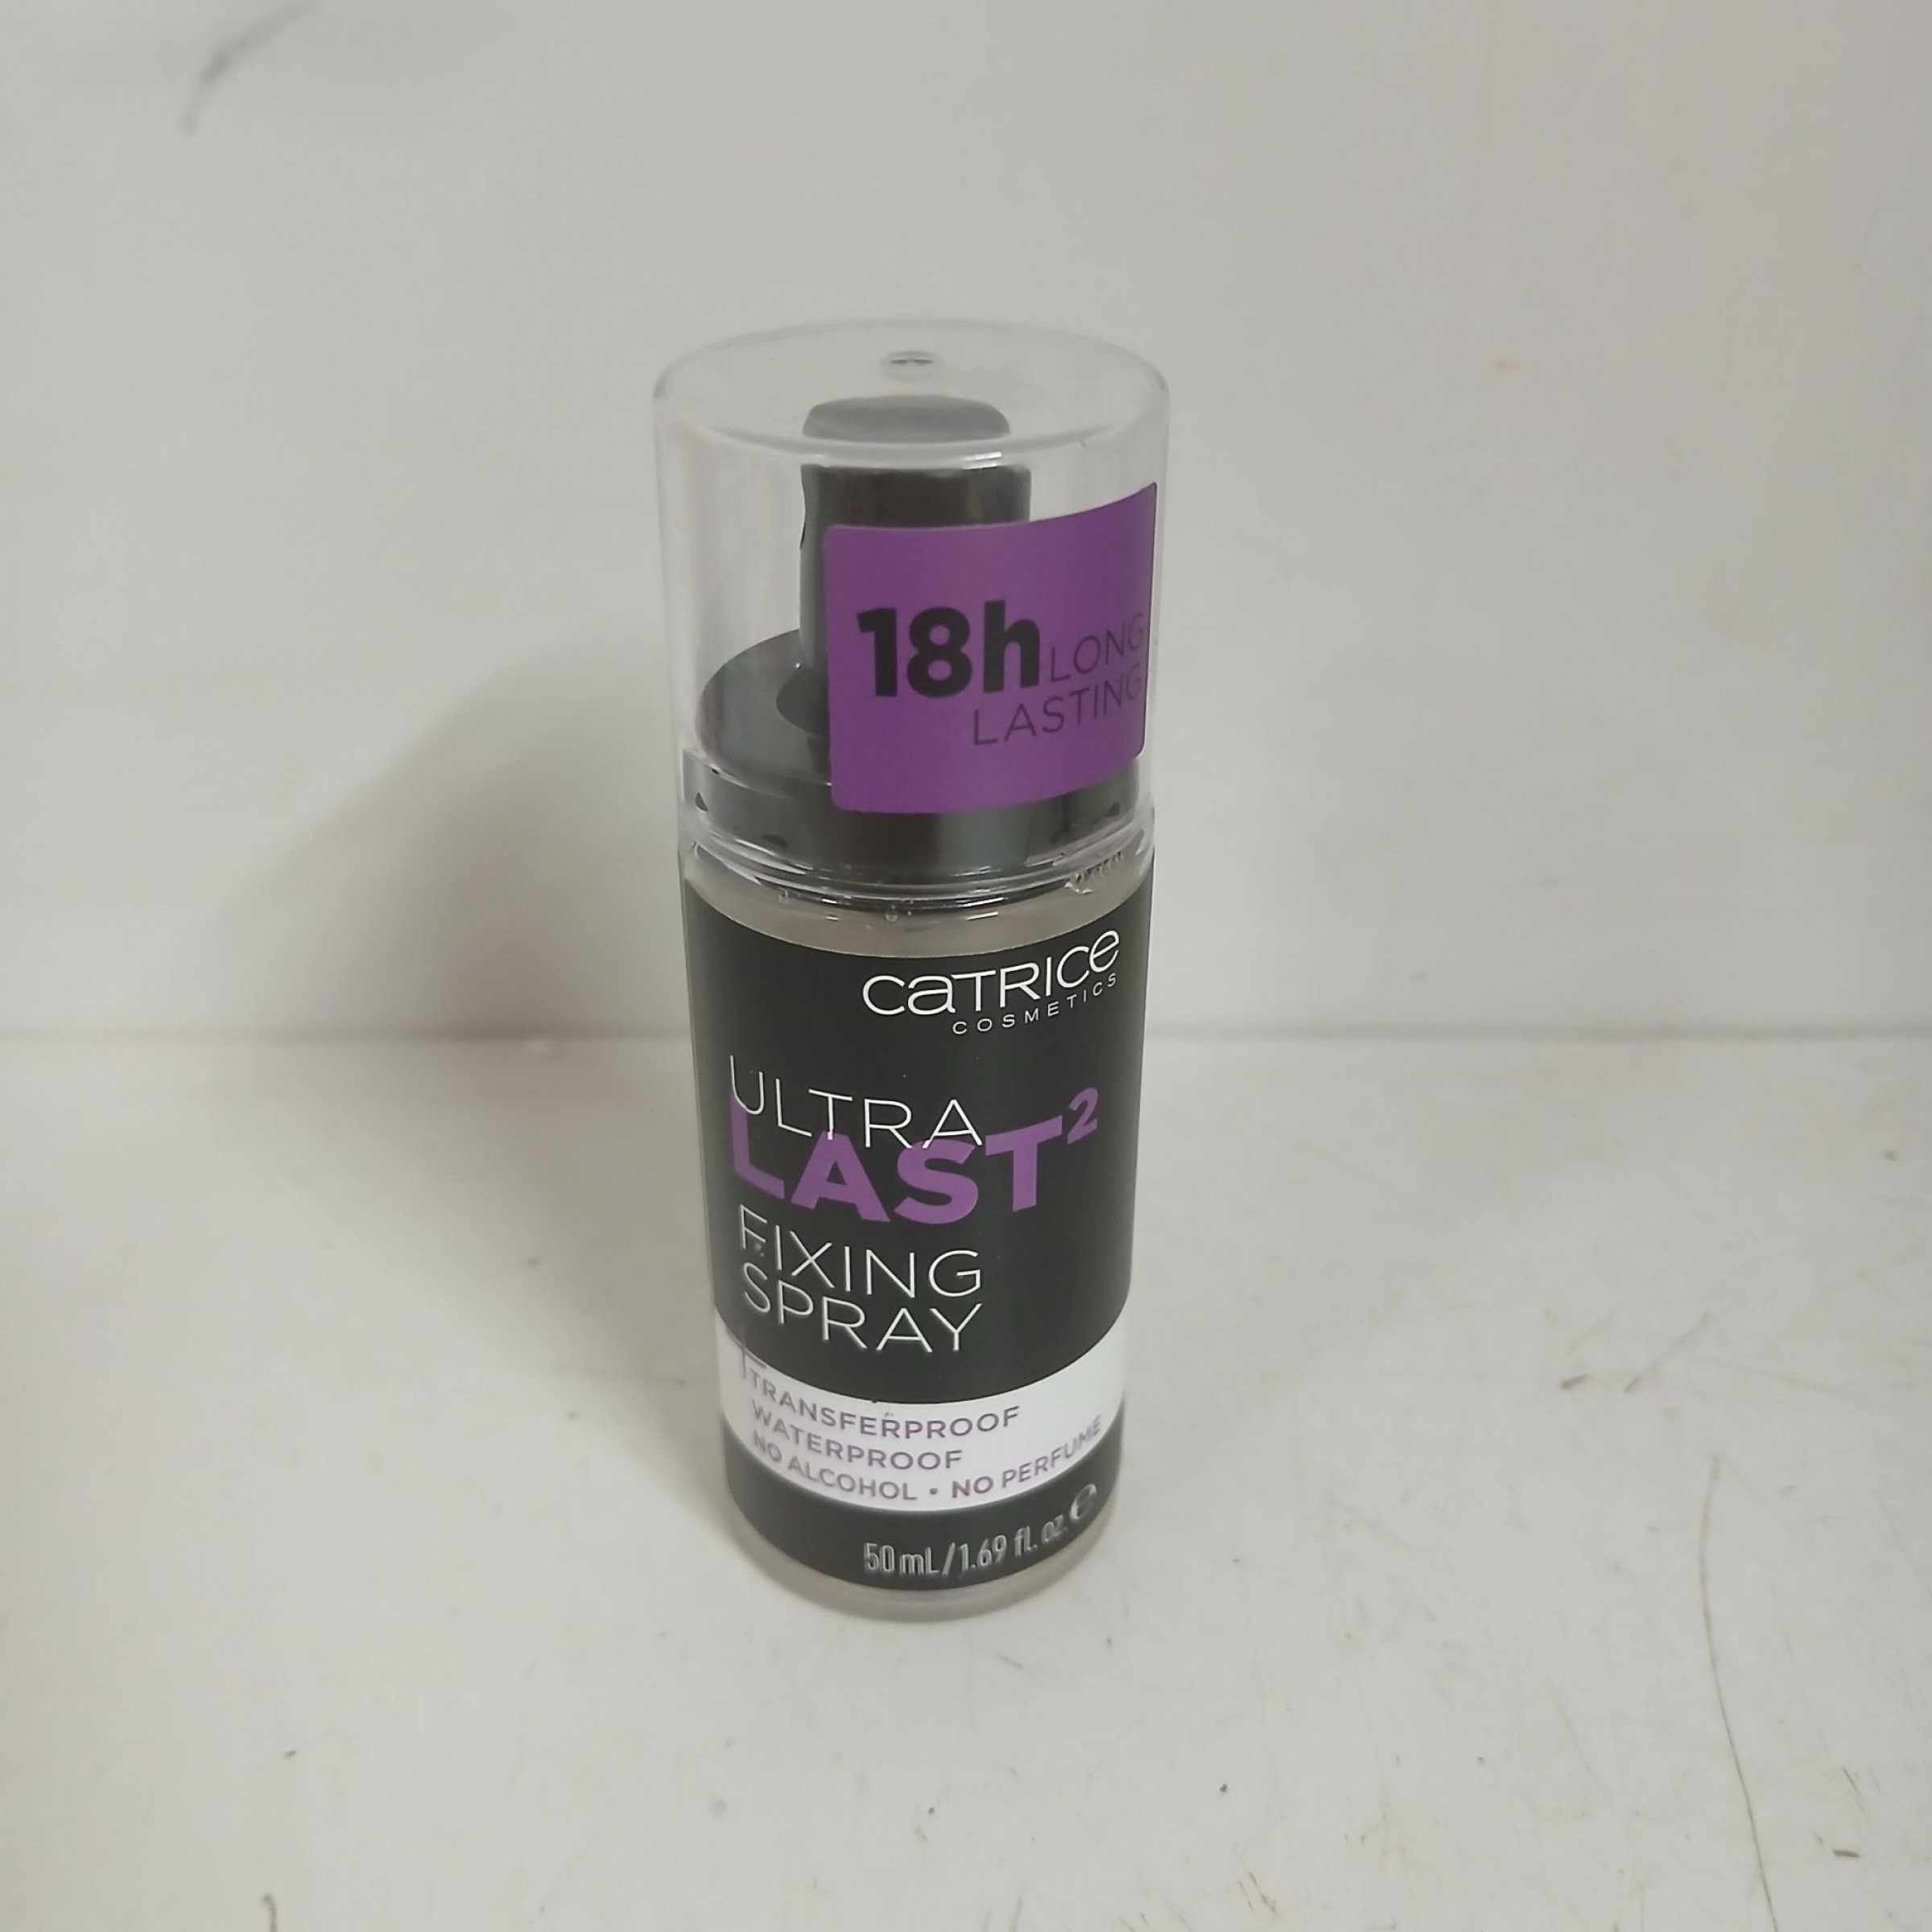 18h LONG
LASTING
CATRICE
COSMETICS
ULTRA
LAST²
FIXING
SPRAY
TRANSFERPROOF
WATERPROOF
NO ALCOHOL • NO PERFUME
50 mL/1.69 fl. oz. ℮